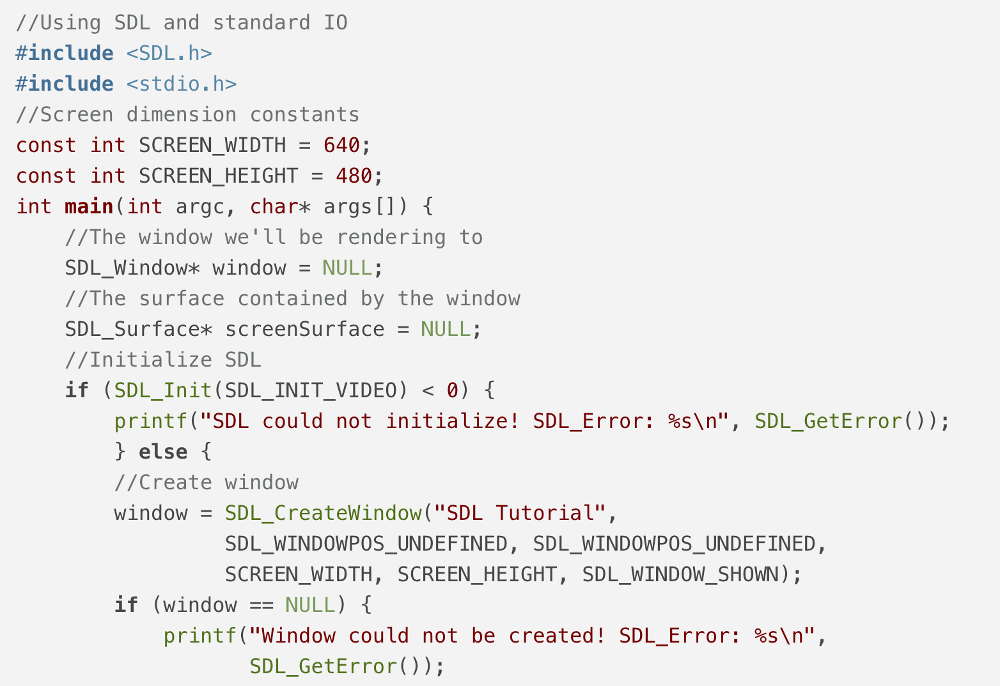 //Using SDL and standard IO
#include <SDL.h>
#include <stdio.h>
//Screen dimension constants
const int SCREEN_WIDTH = 640;
const int SCREEN_HEIGHT = 480;
int main(int argc, char* args[]) {
    //The window we'll be rendering to
    SDL_Window* window = NULL;
    //The surface contained by the window
    SDL_Surface* screenSurface = NULL;
    //Initialize SDL
    if (SDL_Init(SDL_INIT_VIDEO) < 0) {
        printf("SDL could not initialize! SDL_Error: %s\n", SDL_GetError());
        } else {
        //Create window
        window = SDL_CreateWindow("SDL Tutorial",
                 SDL_WINDOWPOS_UNDEFINED, SDL_WINDOWPOS_UNDEFINED,
                 SCREEN_WIDTH, SCREEN_HEIGHT, SDL_WINDOW_SHOWN);
        if (window == NULL) {
            printf("Window could not be created! SDL_Error: %s\n",
                   SDL_GetError());